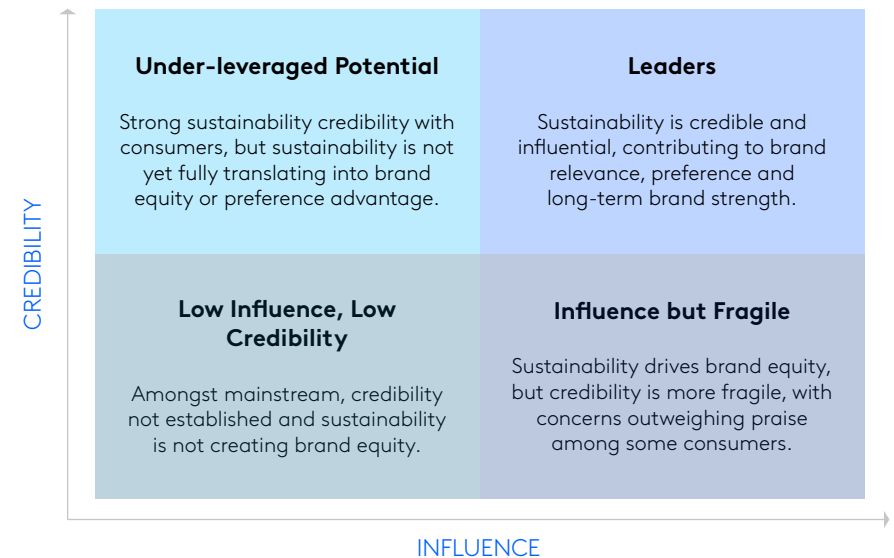 Under-leveraged Potential
Strong sustainability credibility with
consumers, but sustainability is not
yet fully translating into brand
equity or preference advantage.
Leaders
Sustainability is credible and
influential, contributing to brand
relevance, preference and
long-term brand strength.
CREDIBILITY
Low Influence, Low
Credibility
Amongst mainstream, credibility
not established and sustainability
is not creating brand equity.
Influence but Fragile
Sustainability drives brand equity,
but credibility is more fragile, with
concerns outweighing praise
among some consumers.
INFLUENCE